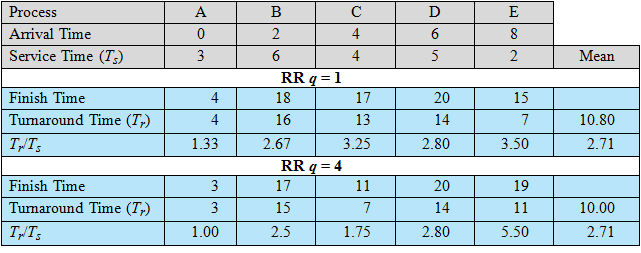 Process A B C D E
Arrival Time 0 2 4 6 8
Service Time (Ts) 3 6 4 5 2 Mean
RR q = 1
Finish Time 4 18 17 20 15
Turnaround Time (Tr) 4 16 13 14 7 10.80
Tr/Ts 1.33 2.67 3.25 2.80 3.50 2.71
RR q = 4
Finish Time 3 17 11 20 19
Turnaround Time (Tr) 3 15 7 14 11 10.00
Tr/Ts 1.00 2.5 1.75 2.80 5.50 2.71